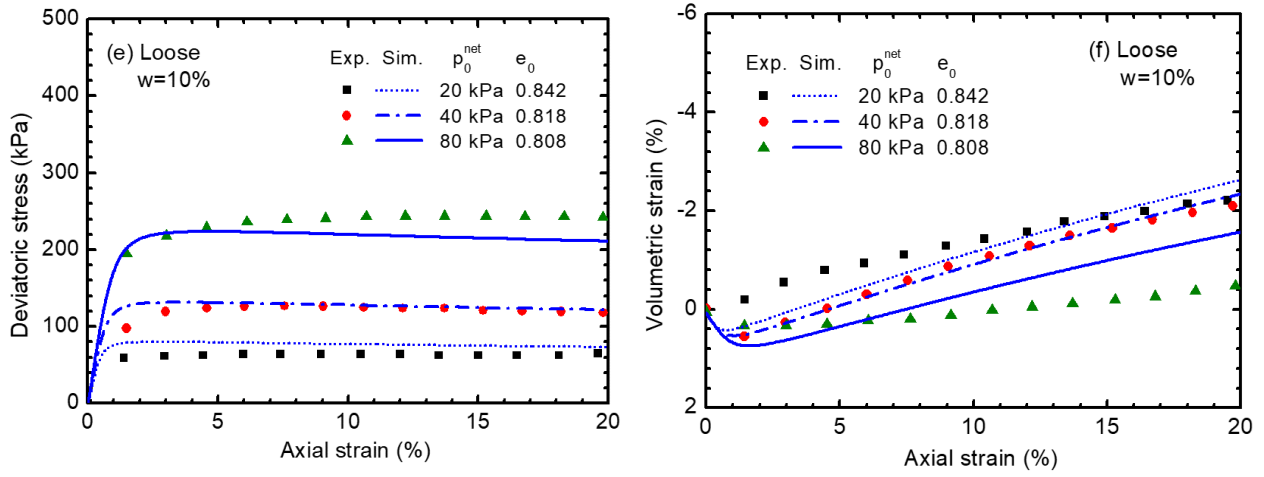 (e) Loose
w=10%
Exp. Sim. p₀ⁿᵉᵗ e₀
20 kPa 0.842
40 kPa 0.818
80 kPa 0.808
500
400
300
200
100
0
0 5 10 15 20
Deviatoric stress (kPa)
Axial strain (%)
(f) Loose
w=10%
Exp. Sim. p₀ⁿᵉᵗ e₀
20 kPa 0.842
40 kPa 0.818
80 kPa 0.808
-6
-4
-2
0
2
0 5 10 15 20
Volumetric strain (%)
Axial strain (%)